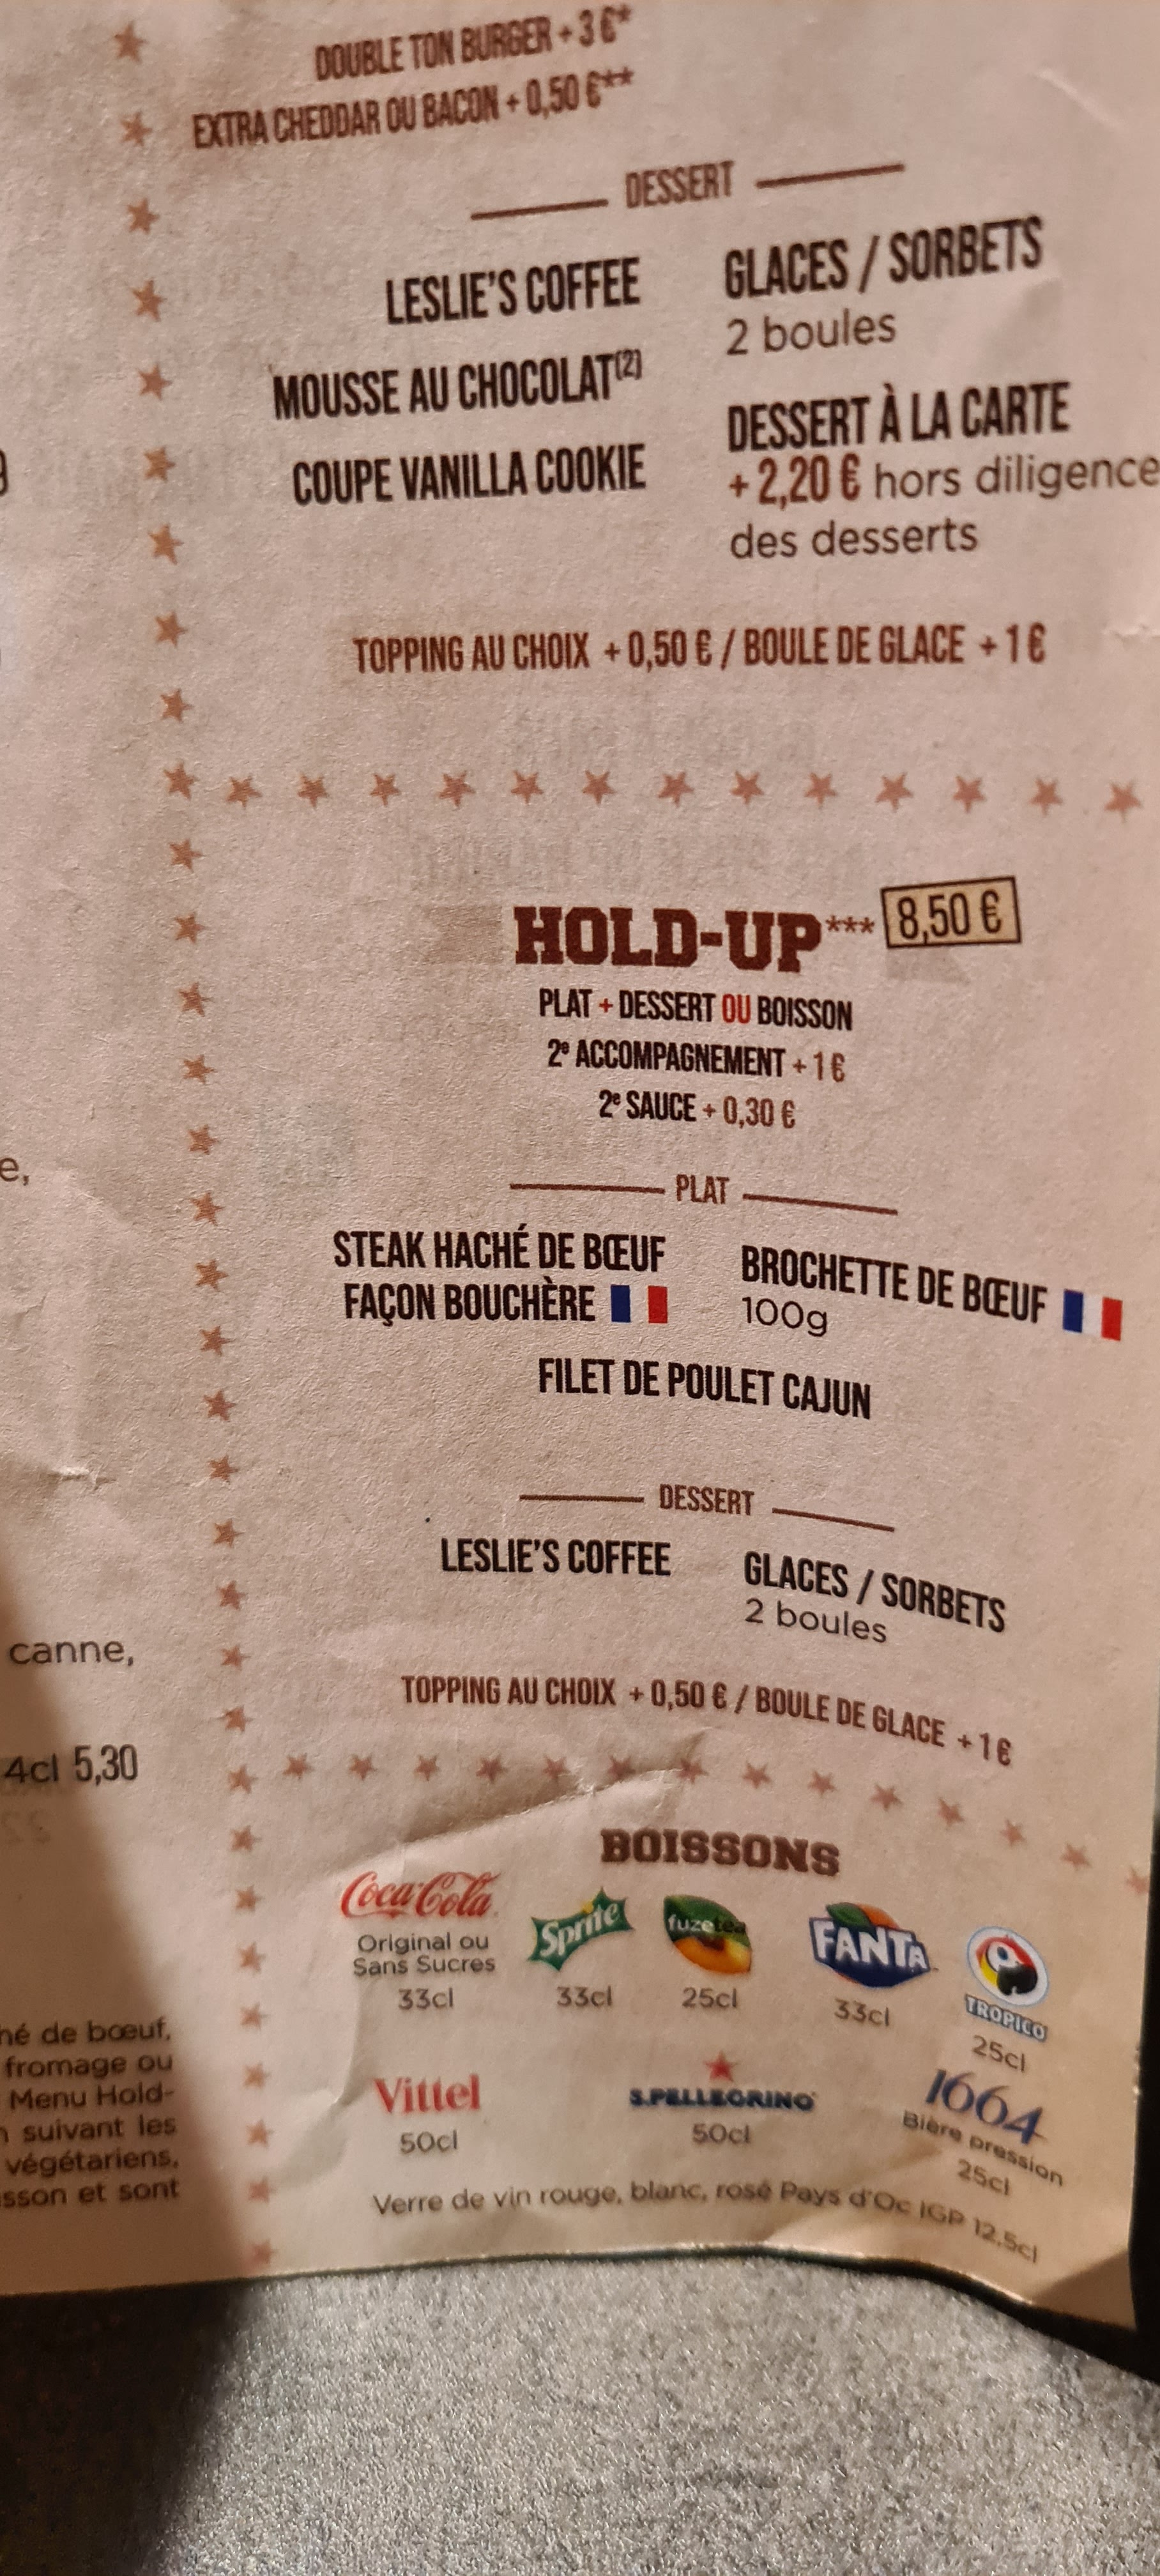 DOUBLE TON BURGER + 3 €*
EXTRA CHEDDAR OU BACON + 0,50 €**
DESSERT
LESLIE'S COFFEE
MOUSSE AU CHOCOLAT(2)
COUPE VANILLA COOKIE
GLACES / SORBETS
2 boules
DESSERT À LA CARTE
+ 2,20 € hors diligence
des desserts
TOPPING AU CHOIX + 0,50 € / BOULE DE GLACE + 1 €
HOLD-UP*** 8,50 €
PLAT + DESSERT OU BOISSON
2e ACCOMPAGNEMENT + 1 €
2e SAUCE + 0,30 €
PLAT
STEAK HACHÉ DE BŒUF
FAÇON BOUCHÈRE
BROCHETTE DE BŒUF
100g
FILET DE POULET CAJUN
DESSERT
LESLIE'S COFFEE
GLACES / SORBETS
2 boules
TOPPING AU CHOIX + 0,50 € / BOULE DE GLACE + 1 €
BOISSONS
Coca-Cola
Original ou
Sans Sucres
33cl
Sprite
33cl
fuzetea
25cl
FANTA
33cl
TROPICO
25cl
Vittel
50cl
S.PELLEGRINO
50cl
1664
Bière pression
25cl
Verre de vin rouge, blanc, rosé Pays d'Oc IGP 12,5cl
e,
canne,
4cl 5,30
hé de bœuf,
fromage ou
Menu Hold-
n suivant les
végétariens,
sson et sont